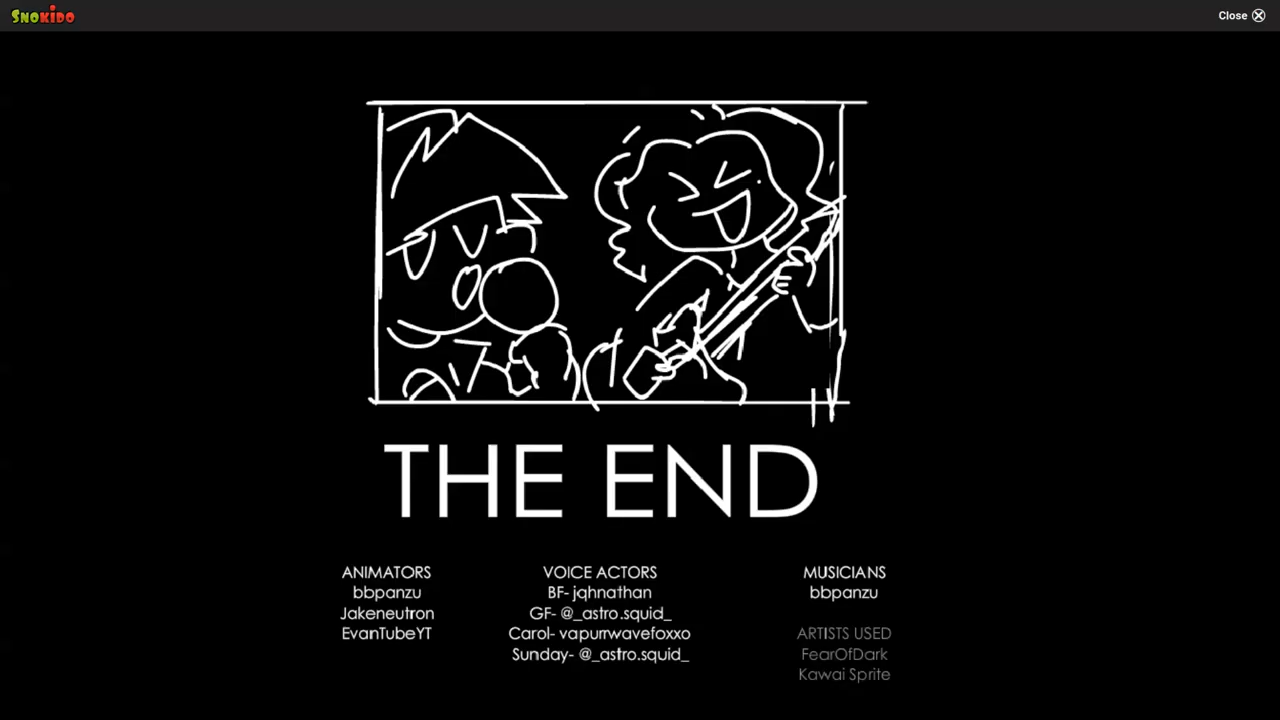 SNOKIDO
Close
THE END
ANIMATORS
bbpanzu
Jakeneutron
EvanTubeYT
VOICE ACTORS
BF- jqhnathan
GF- @_astro.squid_
Carol- vapurrwavefoxxo
Sunday- @_astro.squid_
MUSICIANS
bbpanzu
ARTISTS USED
FearOfDark
Kawai Sprite